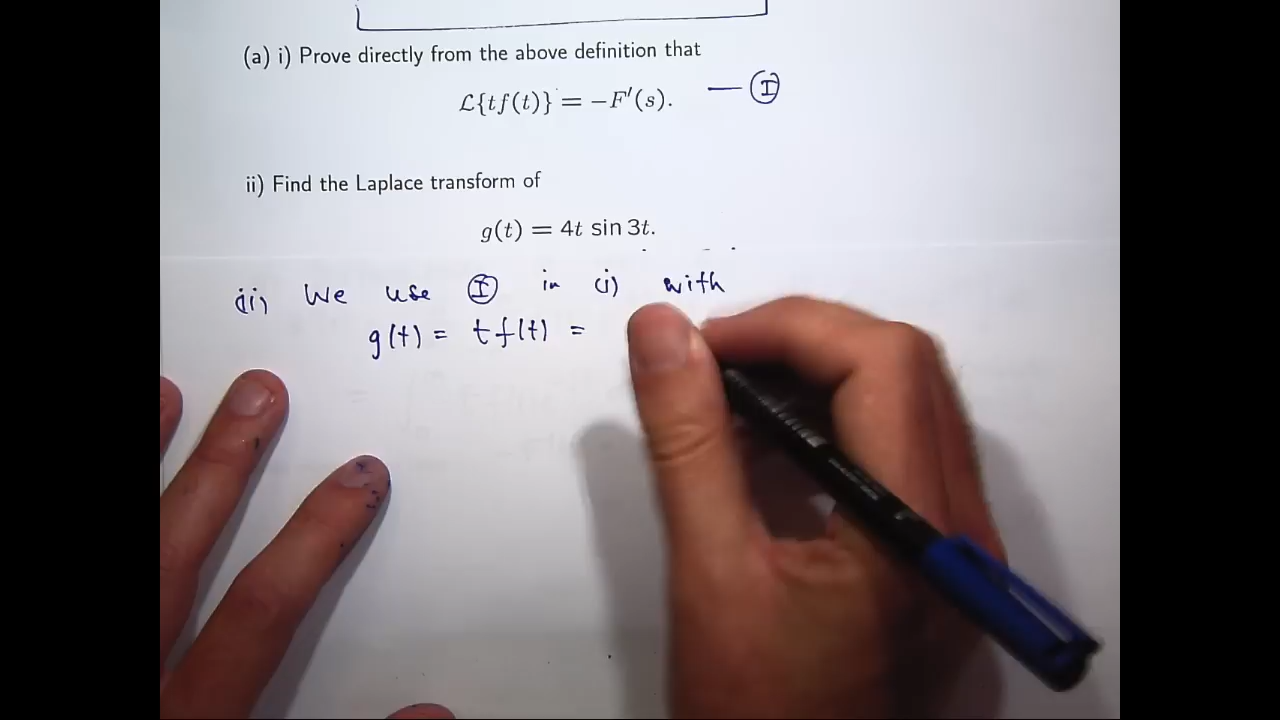 (a) i) Prove directly from the above definition that
ℒ{tf(t)} = −F′(s). — Ⓘ
ii) Find the Laplace transform of
g(t) = 4t sin 3t.
(ii) We use Ⓘ in (i) with
g(t) = t f(t) =